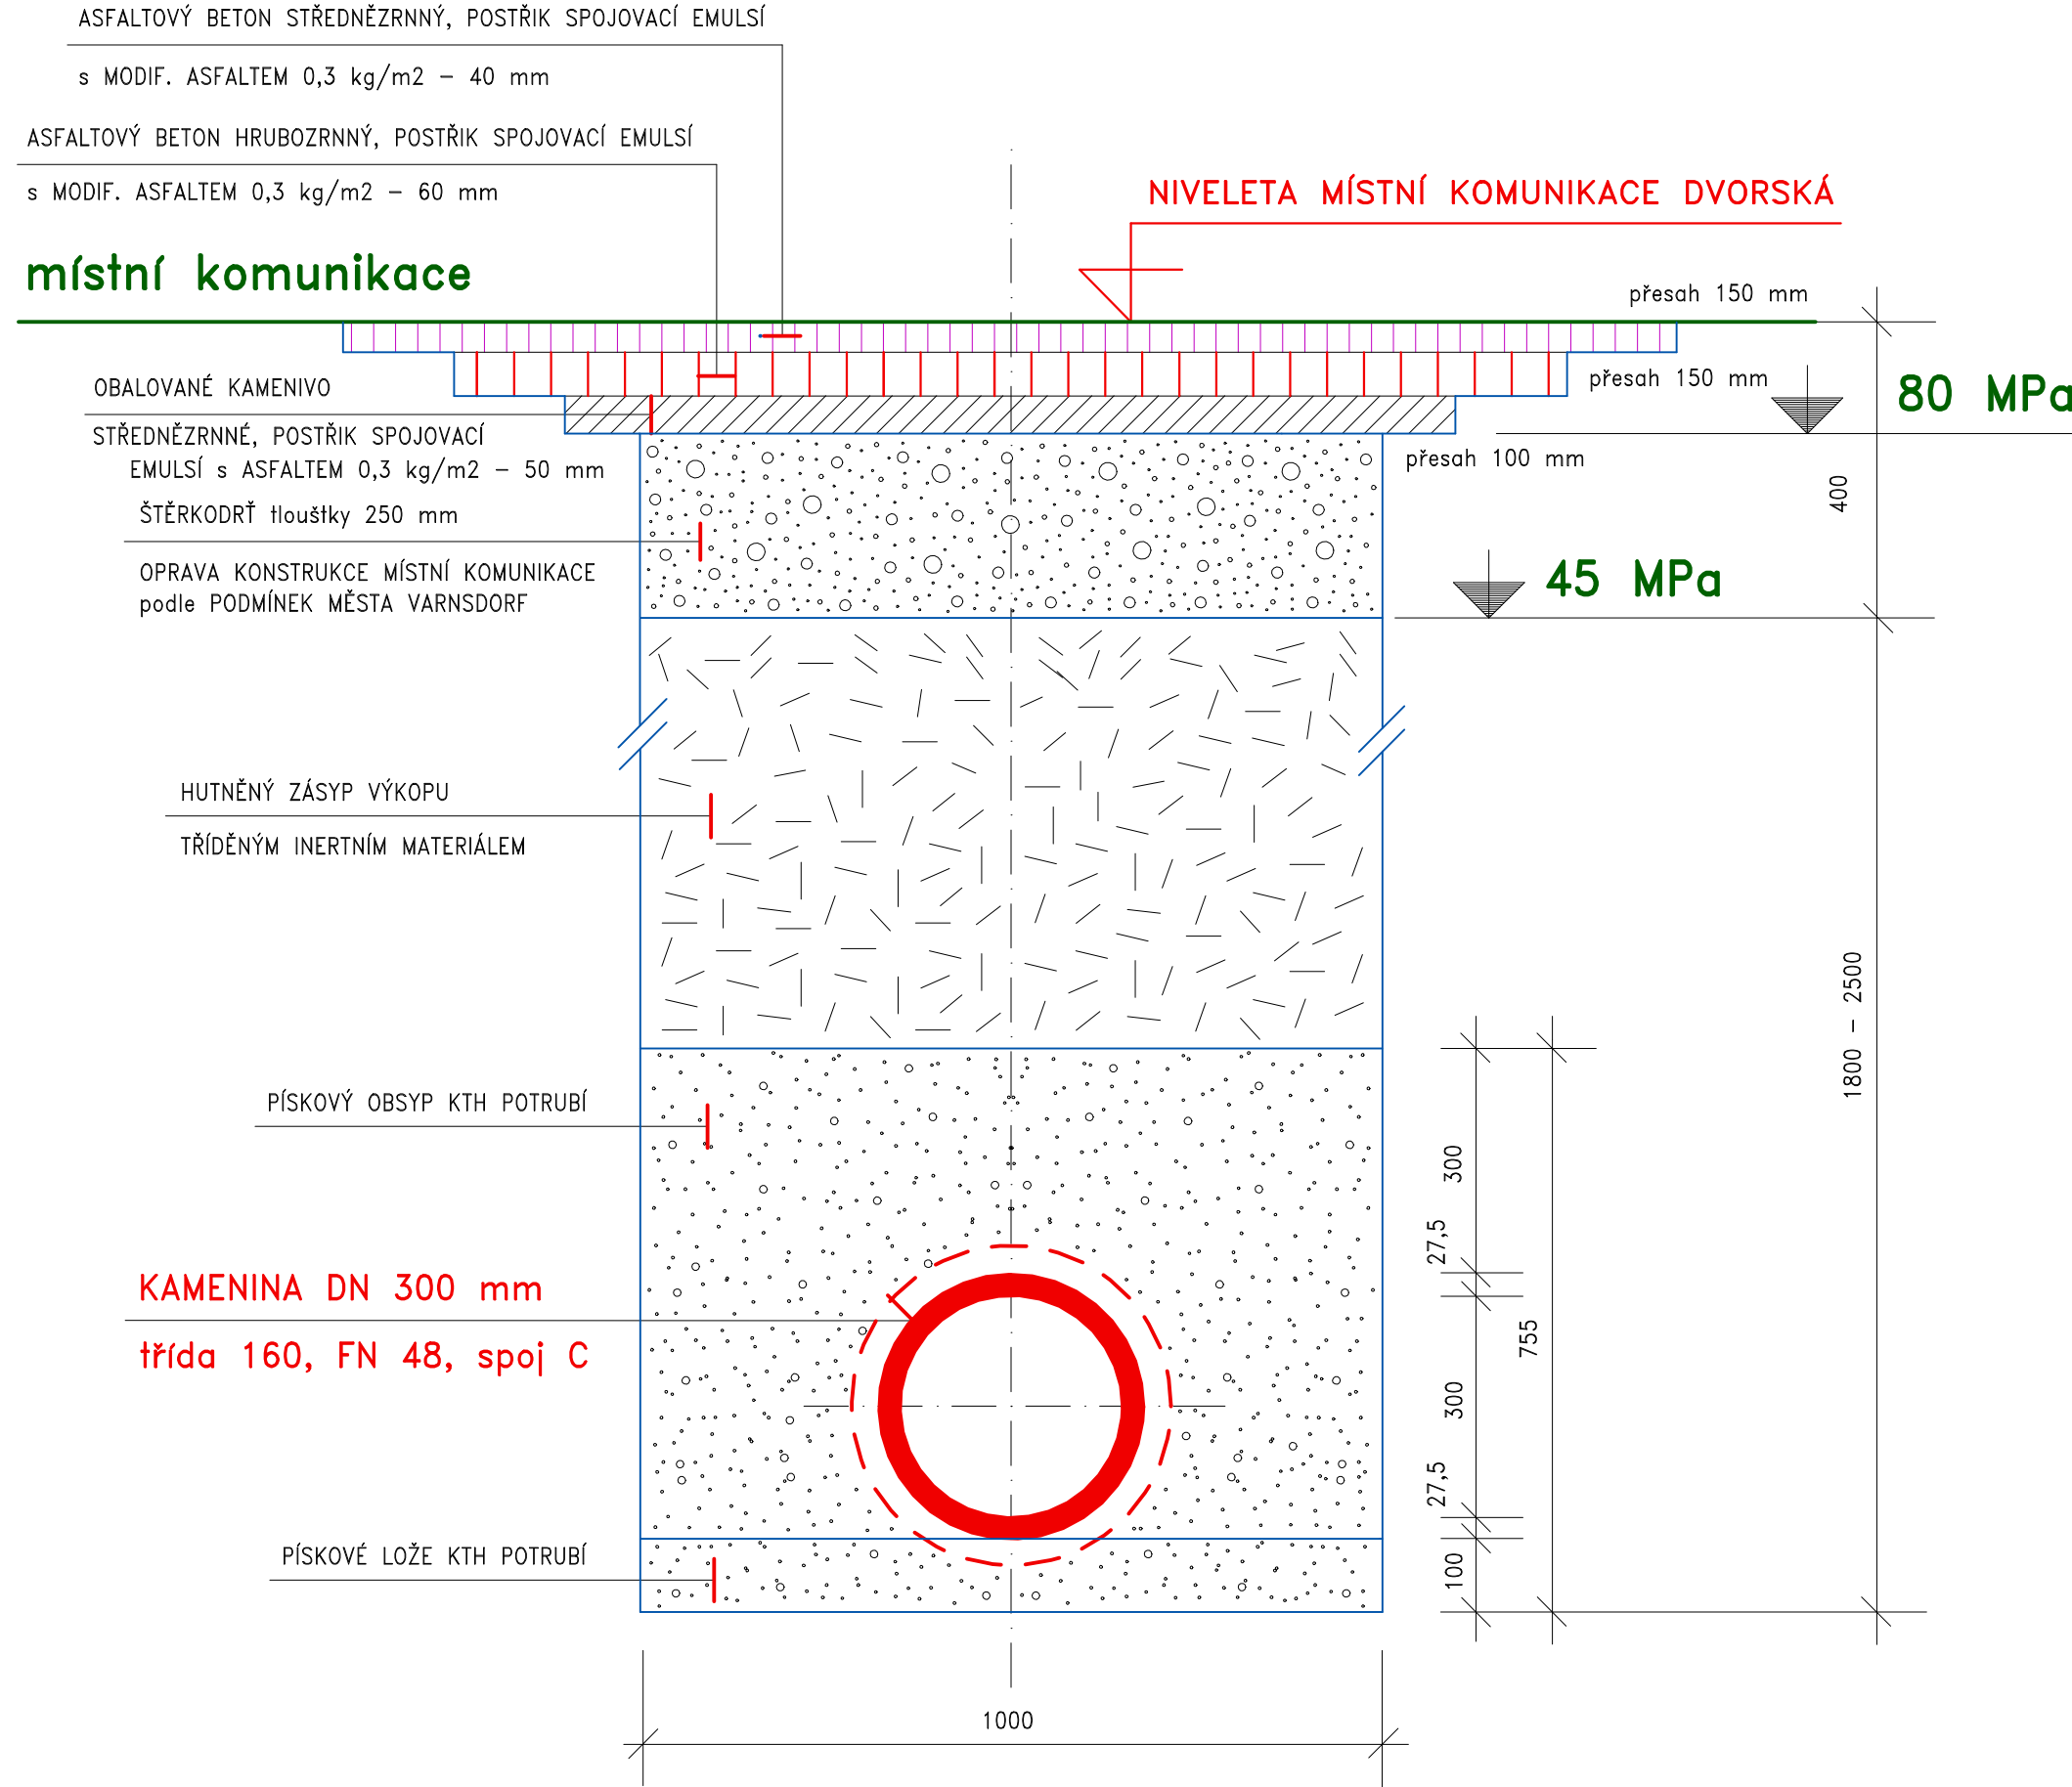 ASFALTOVÝ BETON STŘEDNĚZRNNÝ, POSTŘIK SPOJOVACÍ EMULSÍ
s MODIF. ASFALTEM 0,3 kg/m2 – 40 mm
ASFALTOVÝ BETON HRUBOZRNNÝ, POSTŘIK SPOJOVACÍ EMULSÍ
s MODIF. ASFALTEM 0,3 kg/m2 – 60 mm
NIVELETA MÍSTNÍ KOMUNIKACE DVORSKÁ
místní komunikace
přesah 150 mm
OBALOVANÉ KAMENIVO
přesah 150 mm
80 MPa
STŘEDNĚZRNNÉ, POSTŘIK SPOJOVACÍ
EMULSÍ s ASFALTEM 0,3 kg/m2 – 50 mm
přesah 100 mm
400
ŠTĚRKODRŤ tlouštky 250 mm
OPRAVA KONSTRUKCE MÍSTNÍ KOMUNIKACE
podle PODMÍNEK MĚSTA VARNSDORF
45 MPa
HUTNĚNÝ ZÁSYP VÝKOPU
TŘÍDĚNÝM INERTNÍM MATERIÁLEM
1800 – 2500
PÍSKOVÝ OBSYP KTH POTRUBÍ
300
27,5
KAMENINA DN 300 mm
třída 160, FN 48, spoj C
755
300
27,5
PÍSKOVÉ LOŽE KTH POTRUBÍ
100
1000